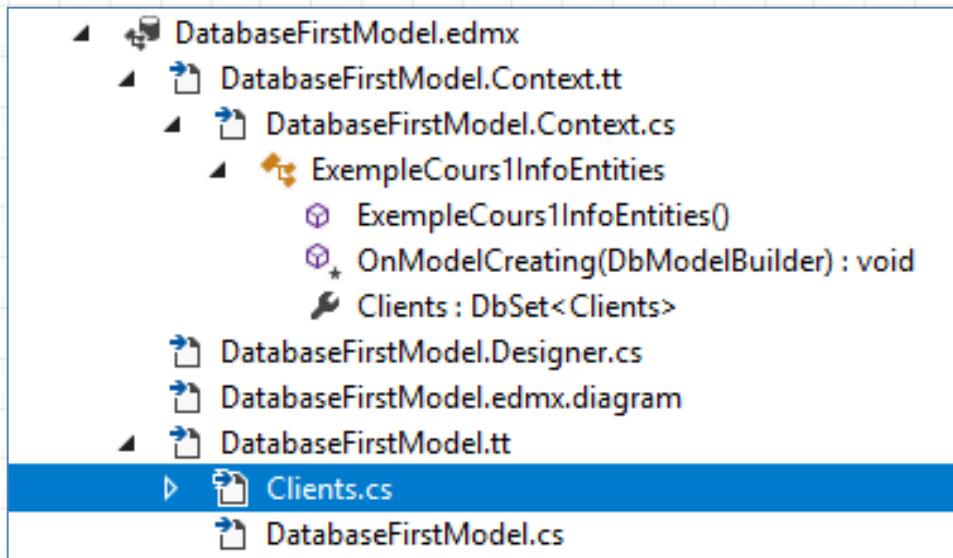 DatabaseFirstModel.edmx
DatabaseFirstModel.Context.tt
DatabaseFirstModel.Context.cs
ExempleCours1InfoEntities
ExempleCours1InfoEntities()
OnModelCreating(DbModelBuilder) : void
Clients : DbSet<Clients>
DatabaseFirstModel.Designer.cs
DatabaseFirstModel.edmx.diagram
DatabaseFirstModel.tt
Clients.cs
DatabaseFirstModel.cs